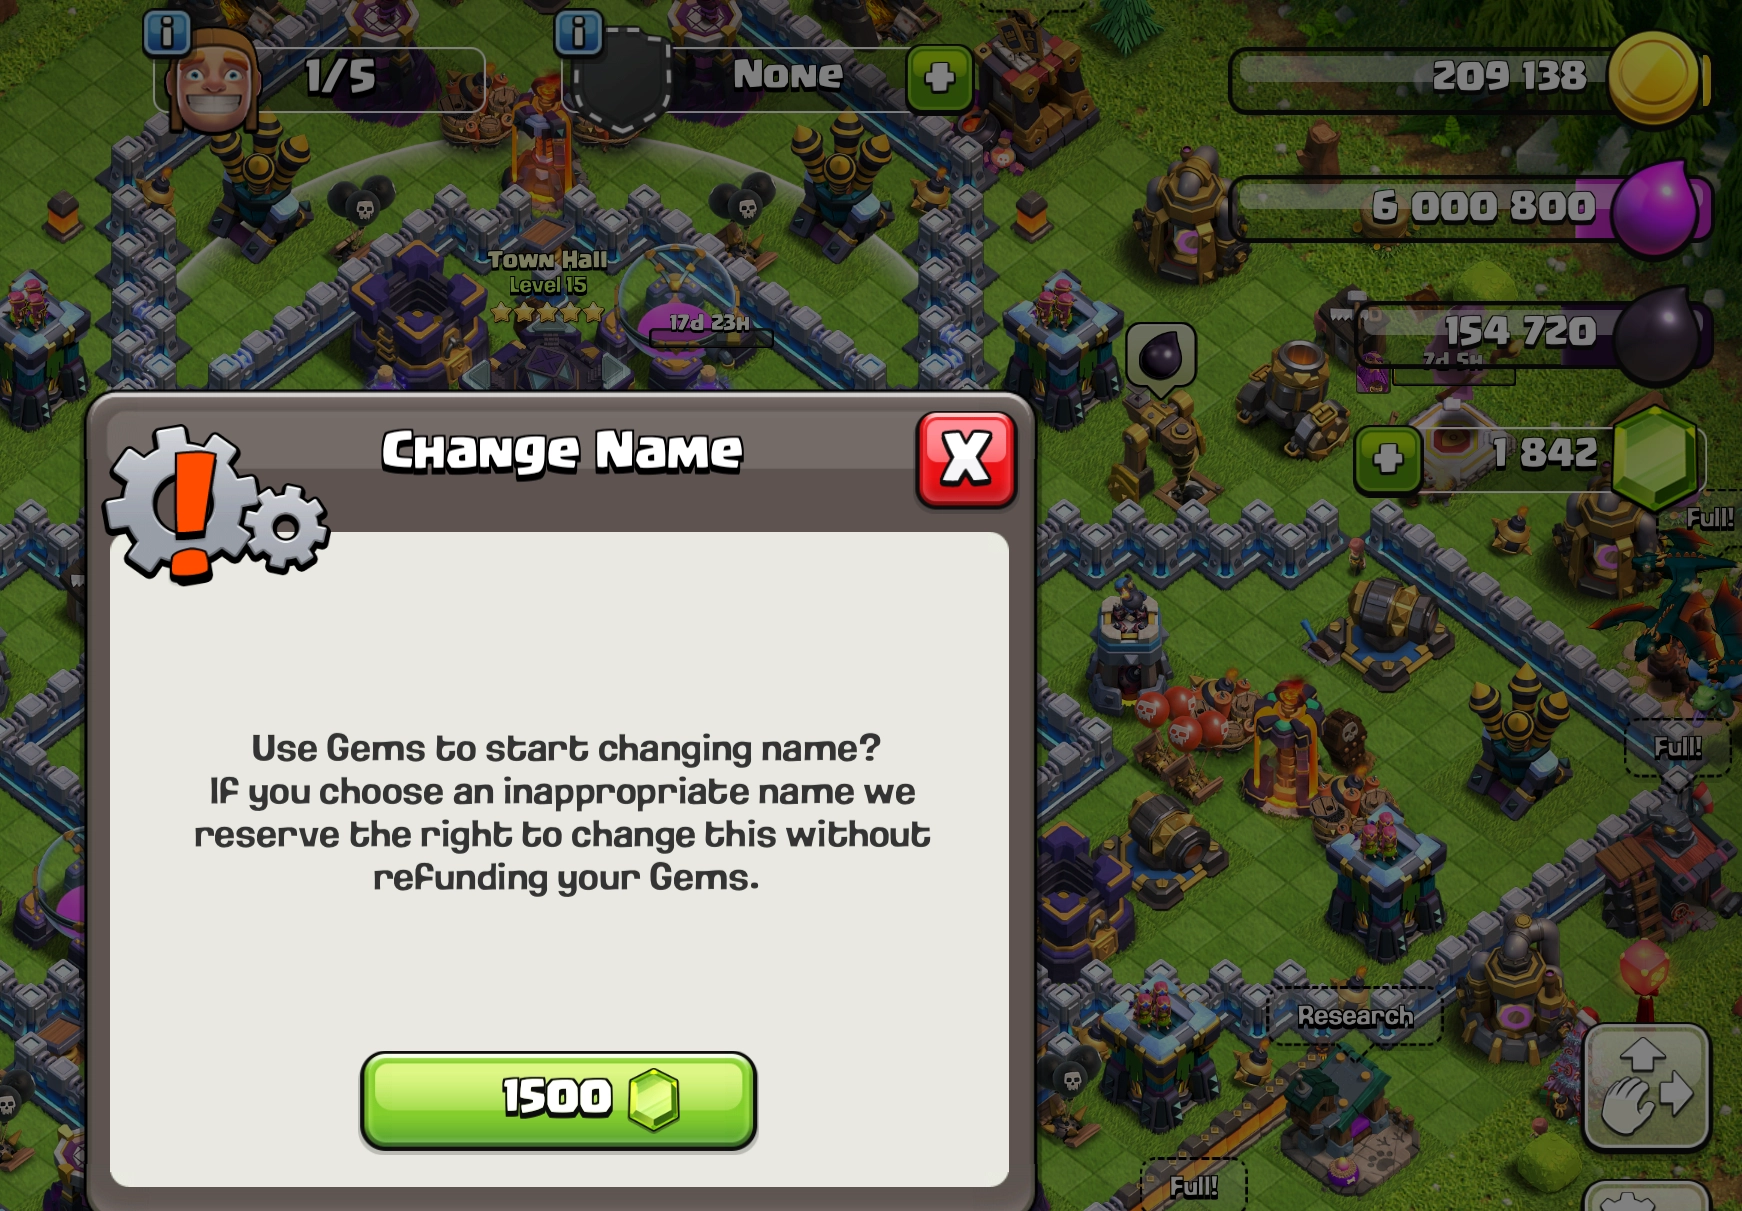 1/5
None
209 138
6 000 800
Town Hall
Level 15
17d 23H
154 720
7d 5H
1 842
Full!
Change Name
X
Use Gems to start changing name?
If you choose an inappropriate name we
reserve the right to change this without
refunding your Gems.
Full!
Research
1500
Full!